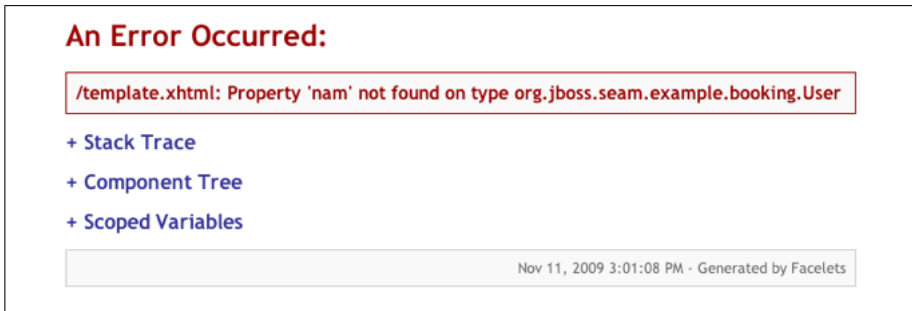 An Error Occurred:
/template.xhtml: Property 'nam' not found on type org.jboss.seam.example.booking.User
+ Stack Trace
+ Component Tree
+ Scoped Variables
Nov 11, 2009 3:01:08 PM - Generated by Facelets